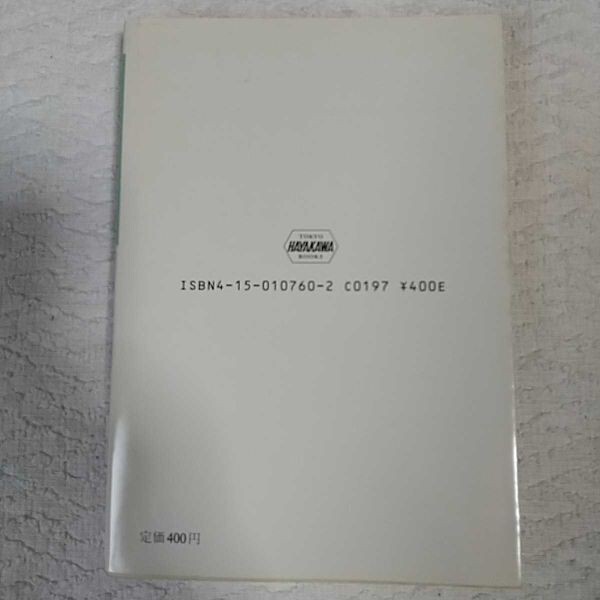 TOKYO
HAYAKAWA
BOOKS
ISBN4-15-010760-2 C0197 ¥400E
定価400円